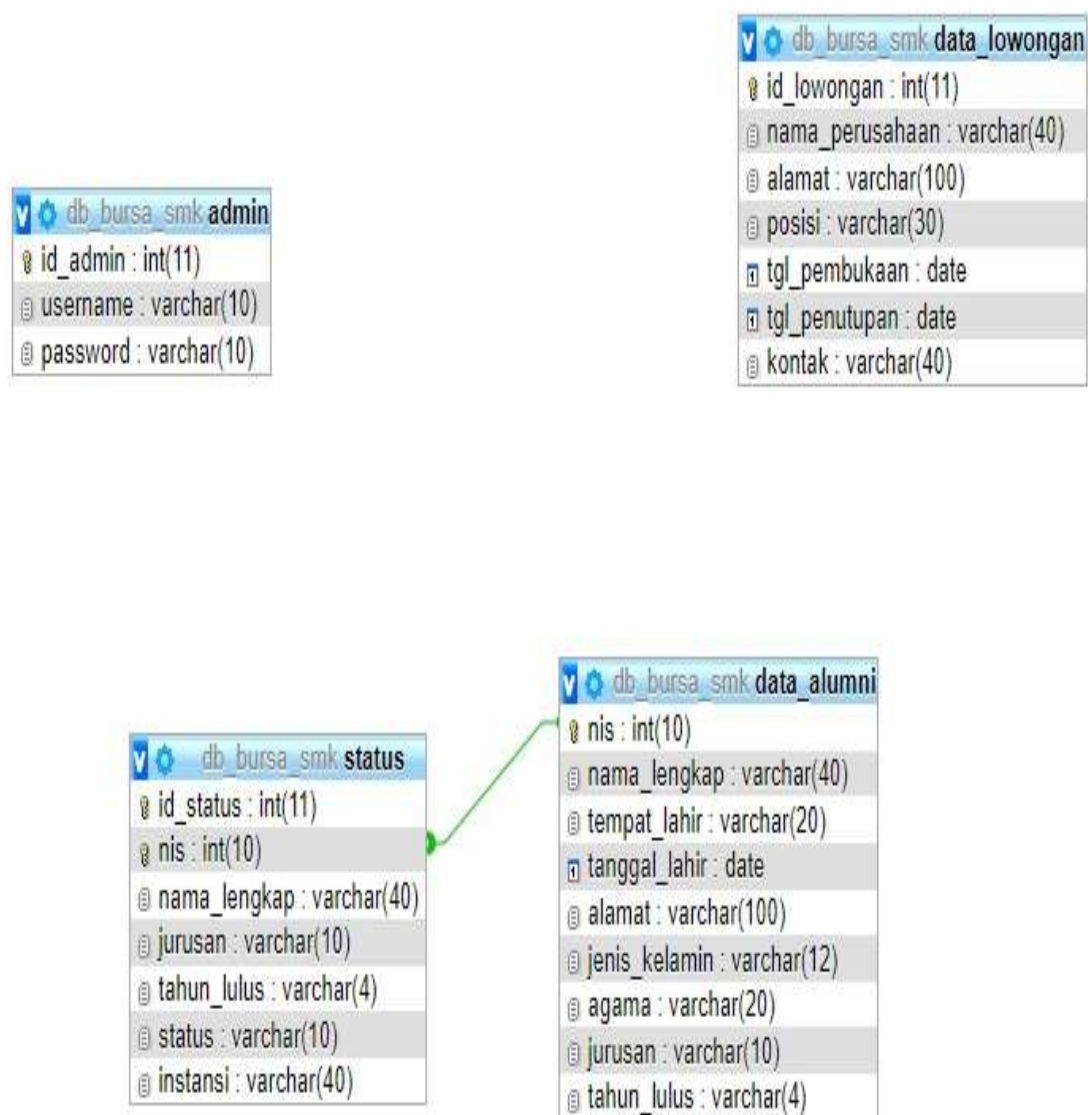 db_bursa_smk data_lowongan
id_lowongan : int(11)
nama_perusahaan : varchar(40)
alamat : varchar(100)
posisi : varchar(30)
tgl_pembukaan : date
tgl_penutupan : date
kontak : varchar(40)
db_bursa_smk admin
id_admin : int(11)
username : varchar(10)
password : varchar(10)
db_bursa_smk status
id_status : int(11)
nis : int(10)
nama_lengkap : varchar(40)
jurusan : varchar(10)
tahun_lulus : varchar(4)
status : varchar(10)
instansi : varchar(40)
db_bursa_smk data_alumni
nis : int(10)
nama_lengkap : varchar(40)
tempat_lahir : varchar(20)
tanggal_lahir : date
alamat : varchar(100)
jenis_kelamin : varchar(12)
agama : varchar(20)
jurusan : varchar(10)
tahun_lulus : varchar(4)